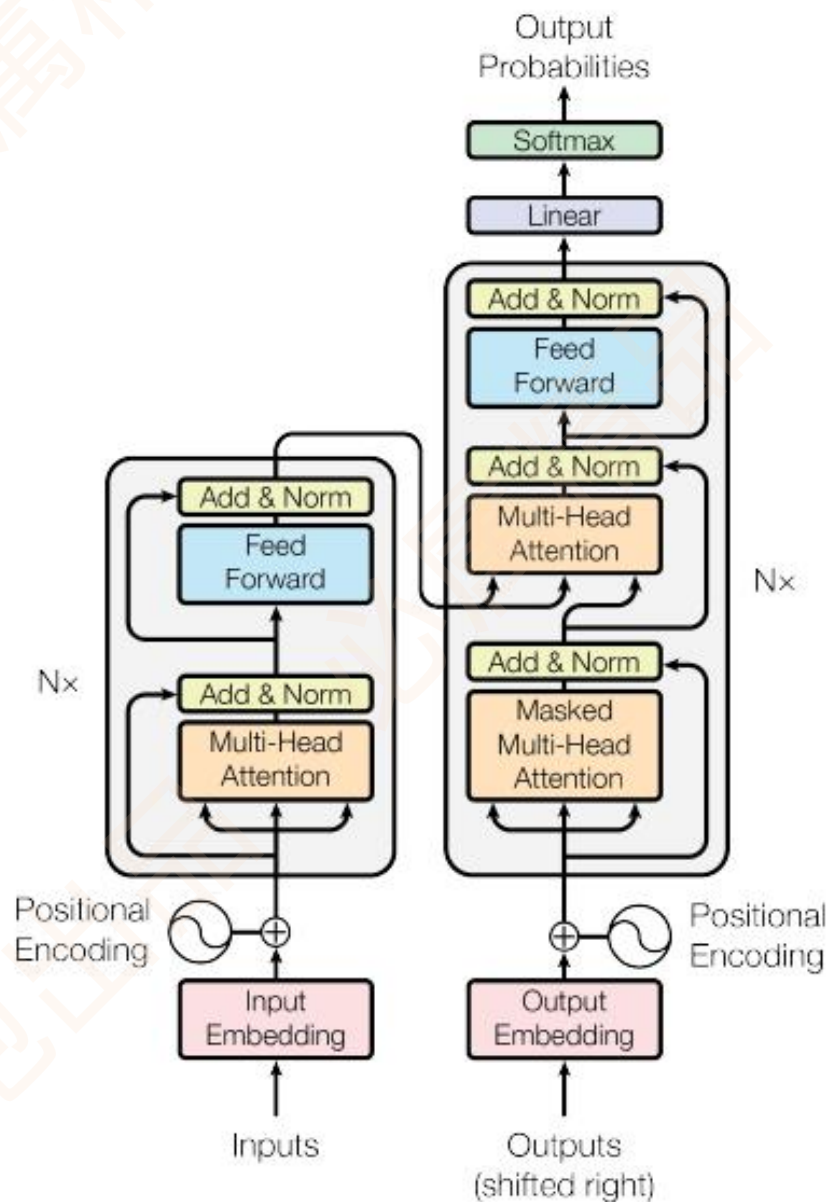 Output
Probabilities
Softmax
Linear
Add & Norm
Feed
Forward
Add & Norm
Multi-Head
Attention
Add & Norm
Masked
Multi-Head
Attention
Nx
Add & Norm
Feed
Forward
Add & Norm
Multi-Head
Attention
Nx
Positional
Encoding
Positional
Encoding
Input
Embedding
Output
Embedding
Inputs
Outputs
(shifted right)